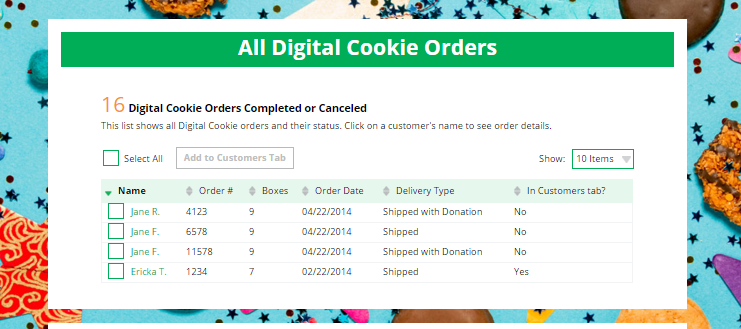 All Digital Cookie Orders
16 Digital Cookie Orders Completed or Canceled
This list shows all Digital Cookie orders and their status. Click on a customer's name to see order details.
Select All Add to Customers Tab Show: 10 Items
Name Order # Boxes Order Date Delivery Type In Customers tab?
Jane R. 4123 9 04/22/2014 Shipped with Donation No
Jane F. 6578 9 04/22/2014 Shipped No
Jane F. 11578 9 04/22/2014 Shipped with Donation No
Ericka T. 1234 7 02/22/2014 Shipped Yes